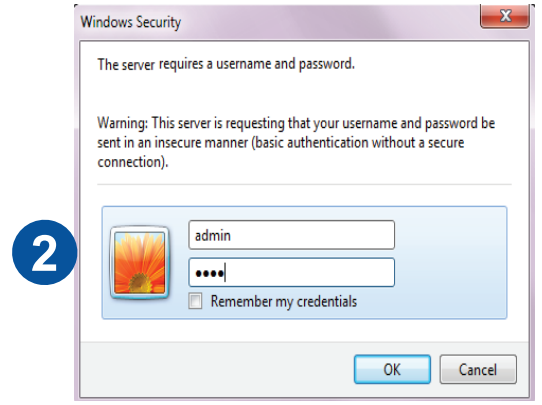 Windows Security
The server requires a username and password.
Warning: This server is requesting that your username and password be
sent in an insecure manner (basic authentication without a secure
connection).
2
admin
••••
Remember my credentials
OK Cancel